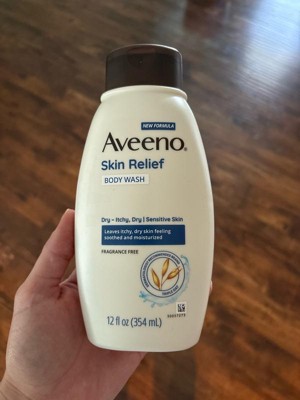 NEW FORMULA
Aveeno®
Skin Relief
BODY WASH
Dry - Itchy, Dry | Sensitive Skin
Leaves itchy, dry skin feeling
soothed and moisturized
FRAGRANCE FREE
12 fl oz (354 mL)